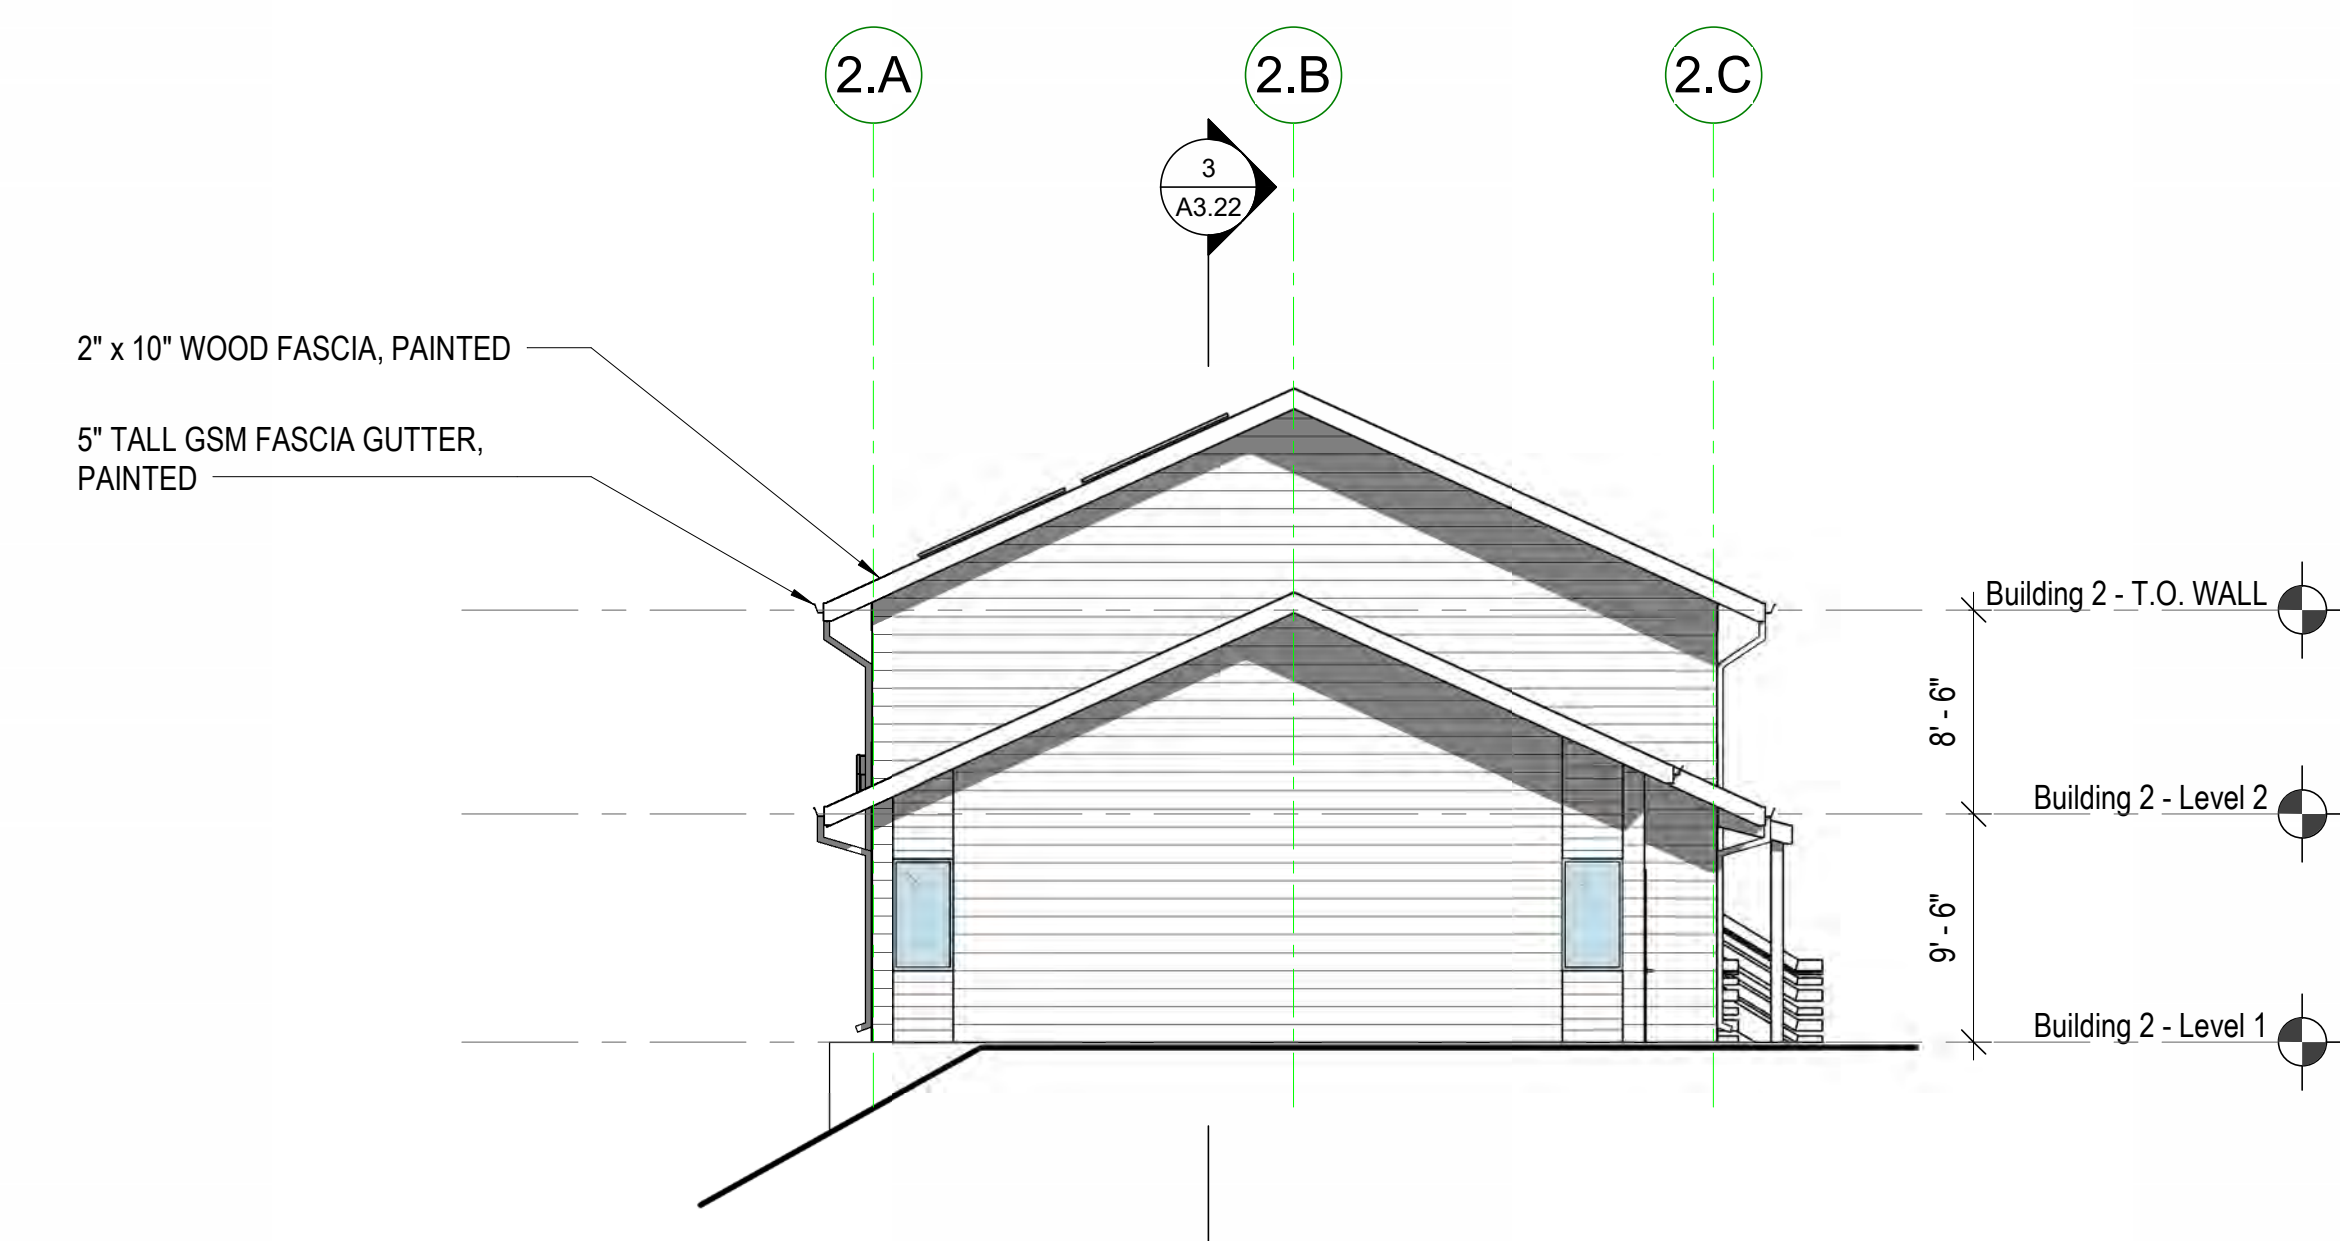 2.A
2.B
2.C
3
A3.22
2" x 10" WOOD FASCIA, PAINTED
5" TALL GSM FASCIA GUTTER,
PAINTED
Building 2 - T.O. WALL
8' - 6"
Building 2 - Level 2
9' - 6"
Building 2 - Level 1